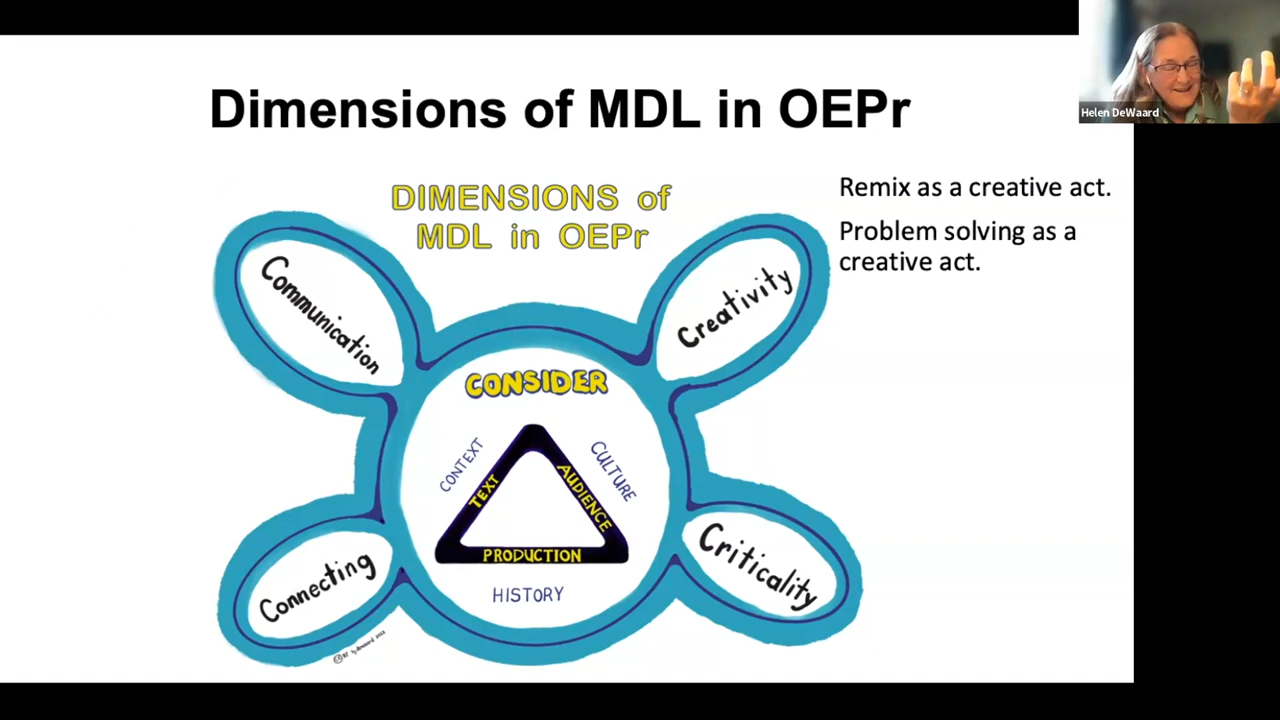 Helen DeWaard
Dimensions of MDL in OEPr
DIMENSIONS of
MDL in OEPr
Remix as a creative act.
Problem solving as a
creative act.
Communication
Creativity
CONSIDER
CONTEXT
CULTURE
TEXT
AUDIENCE
PRODUCTION
HISTORY
Connecting
Criticality